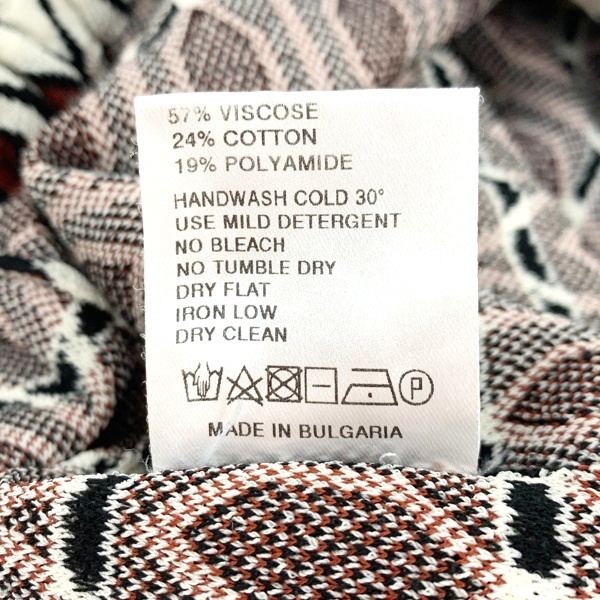 57% VISCOSE
24% COTTON
19% POLYAMIDE
HANDWASH COLD 30°
USE MILD DETERGENT
NO BLEACH
NO TUMBLE DRY
DRY FLAT
IRON LOW
DRY CLEAN
P
MADE IN BULGARIA